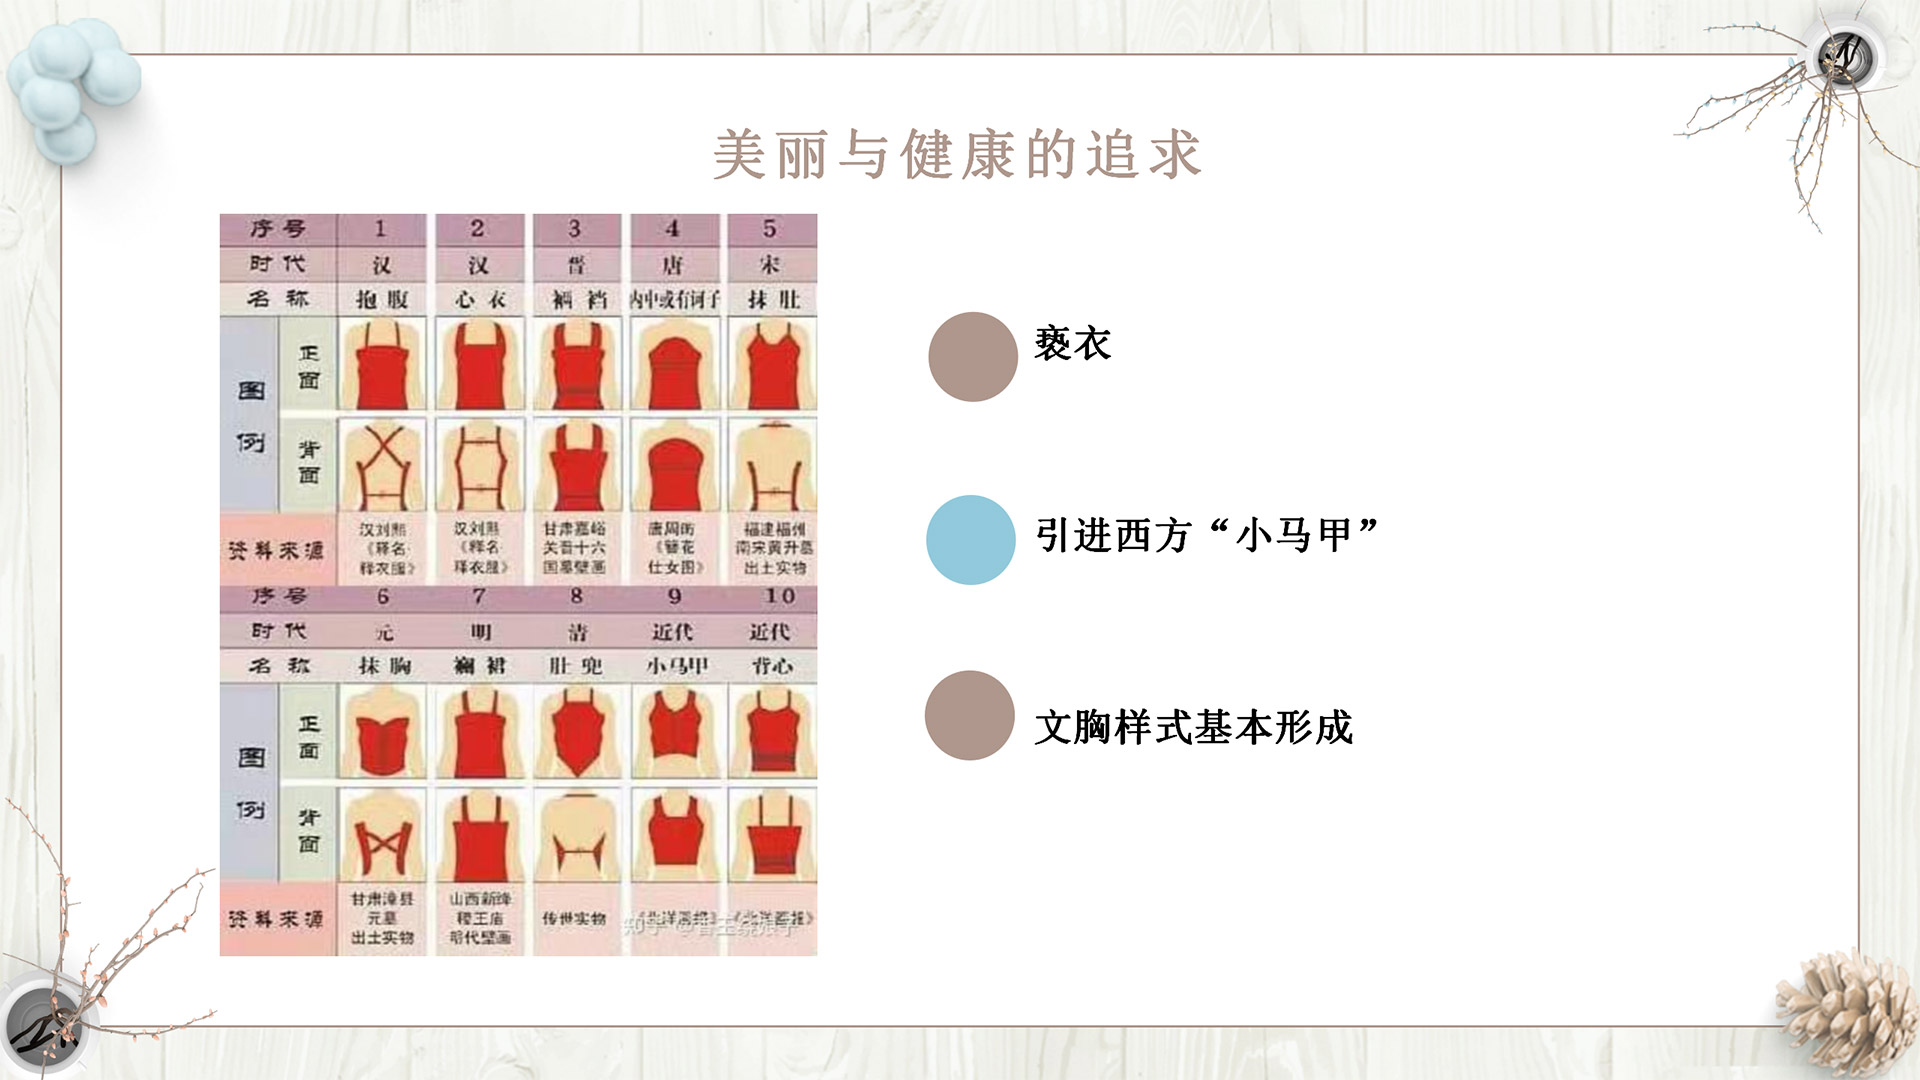 美丽与健康的追求
序号 1 2 3 4 5
时代 汉 汉 晋 唐 宋
名称 抱腹 心衣 裲裆 内中或有诃子 抹肚
图例
正面
背面
资料来源
汉刘熙
《释名·
释衣服》
汉刘熙
《释名
释衣服》
甘肃嘉峪
关晋十六
国墓壁画
唐周昉
《簪花
仕女图》
福建福州
南宋黄升墓
出土实物
序号 6 7 8 9 10
时代 元 明 清 近代 近代
名称 抹胸 襕裙 肚兜 小马甲 背心
图例
正面
背面
资料来源
甘肃漳县
元墓
出土实物
山西新绛
稷王庙
明代壁画
传世实物
《北洋画报》
《北洋画报》
知乎
亵衣
引进西方“小马甲”
文胸样式基本形成